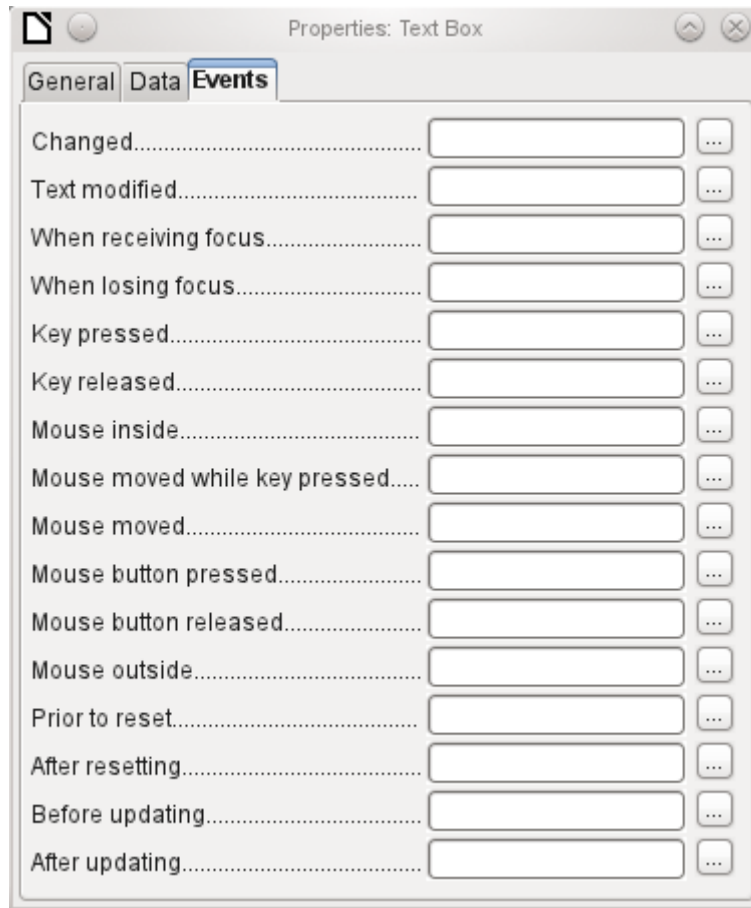 Properties: Text Box
General Data Events
Changed............................................. ...
Text modified...................................... ...
When receiving focus........................ ...
When losing focus............................. ...
Key pressed....................................... ...
Key released...................................... ...
Mouse inside...................................... ...
Mouse moved while key pressed..... ...
Mouse moved..................................... ...
Mouse button pressed...................... ...
Mouse button released..................... ...
Mouse outside................................... ...
Prior to reset...................................... ...
After resetting..................................... ...
Before updating.................................. ...
After updating..................................... ...